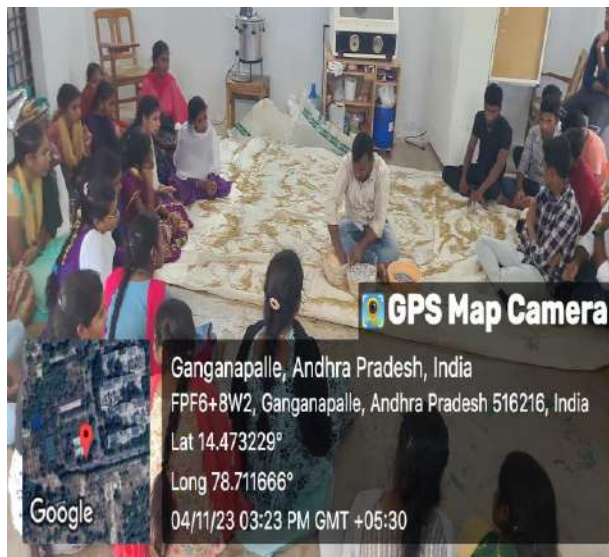 GPS Map Camera
Ganganapalle, Andhra Pradesh, India
FPF6+8W2, Ganganapalle, Andhra Pradesh 516216, India
Lat 14.473229°
Long 78.711666°
04/11/23 03:23 PM GMT +05:30
Google